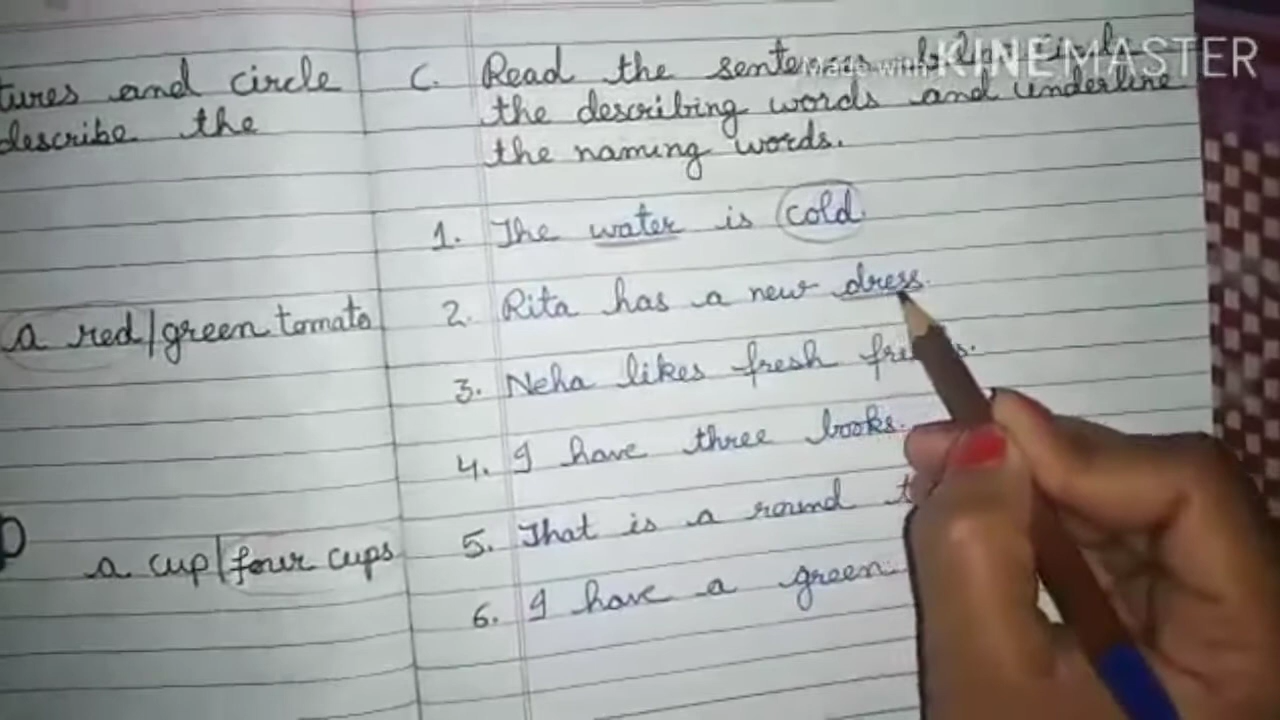 tures and circle
describe the
a red/green tomato
a cup/four cups
C. Read the sentences
the describing words and underline
the naming words.
1. The water is cold.
2. Rita has a new dress.
3. Neha likes fresh
4. I have three books.
5. That is a round
6. I have a green
Made with KINEMASTER